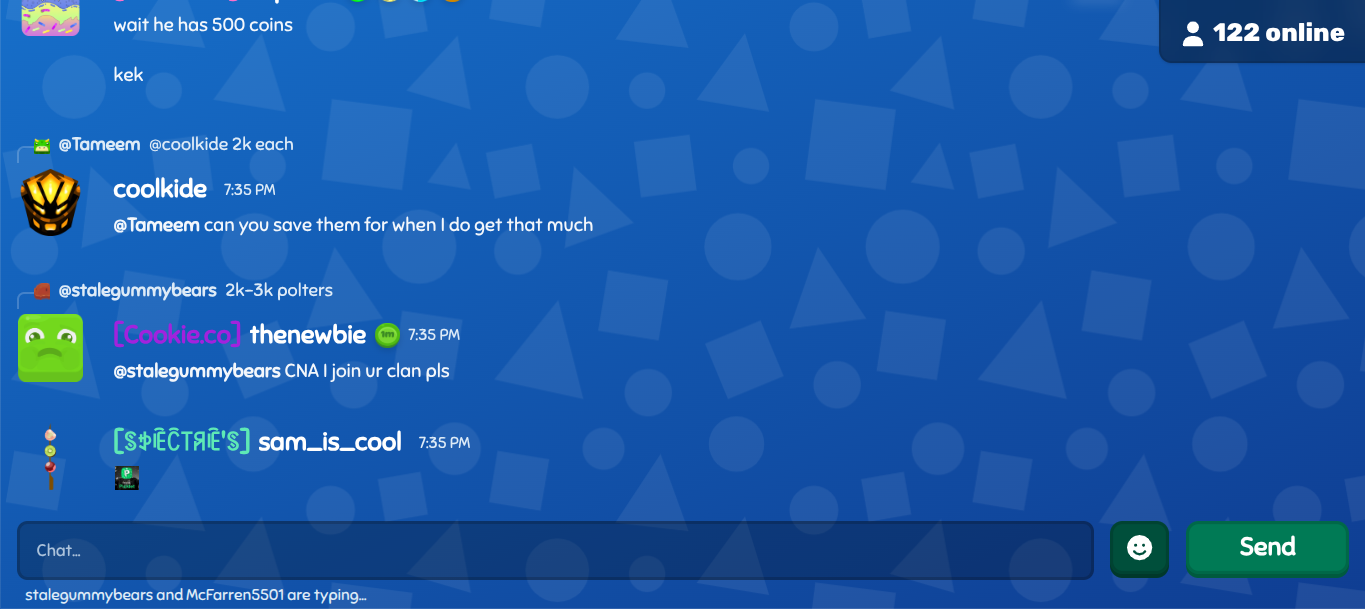 wait he has 500 coins
122 online
kek
@Tameem @coolkide 2k each
coolkide 7:35 PM
@Tameem can you save them for when I do get that much
@stalegummybears 2k-3k polters
[Cookie.co] thenewbie 1m 7:35 PM
@stalegummybears CNA I join ur clan pls
sam_is_cool 7:35 PM
Chat...
Send
stalegummybears and McFarren5501 are typing...